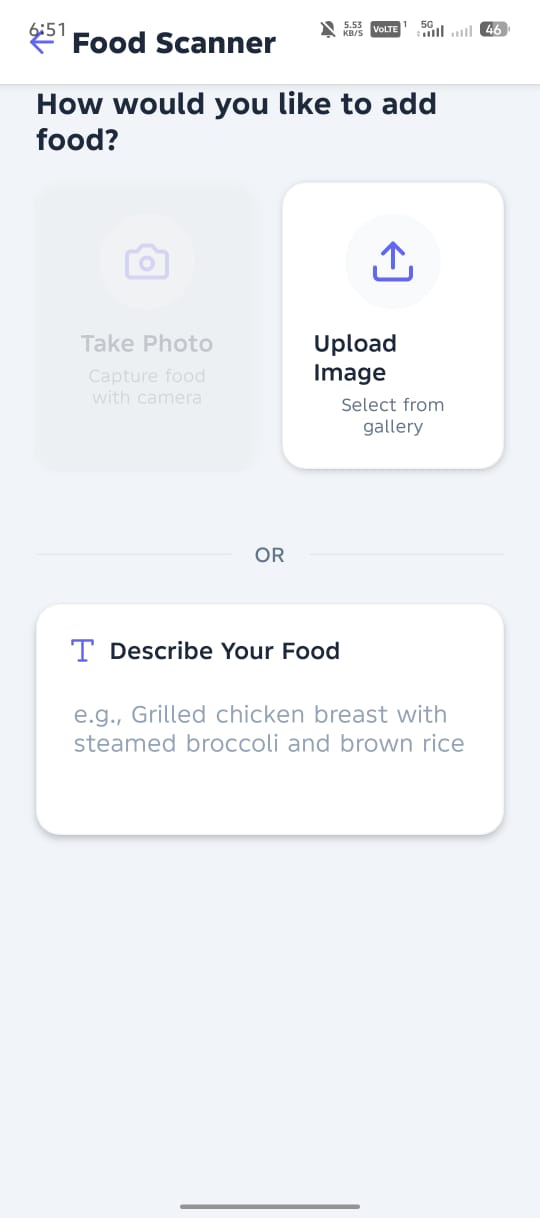 6:51
5.53
KB/S
VoLTE
1
5G
46
Food Scanner
How would you like to add
food?
Take Photo
Capture food
with camera
Upload
Image
Select from
gallery
OR
Describe Your Food
e.g., Grilled chicken breast with
steamed broccoli and brown rice